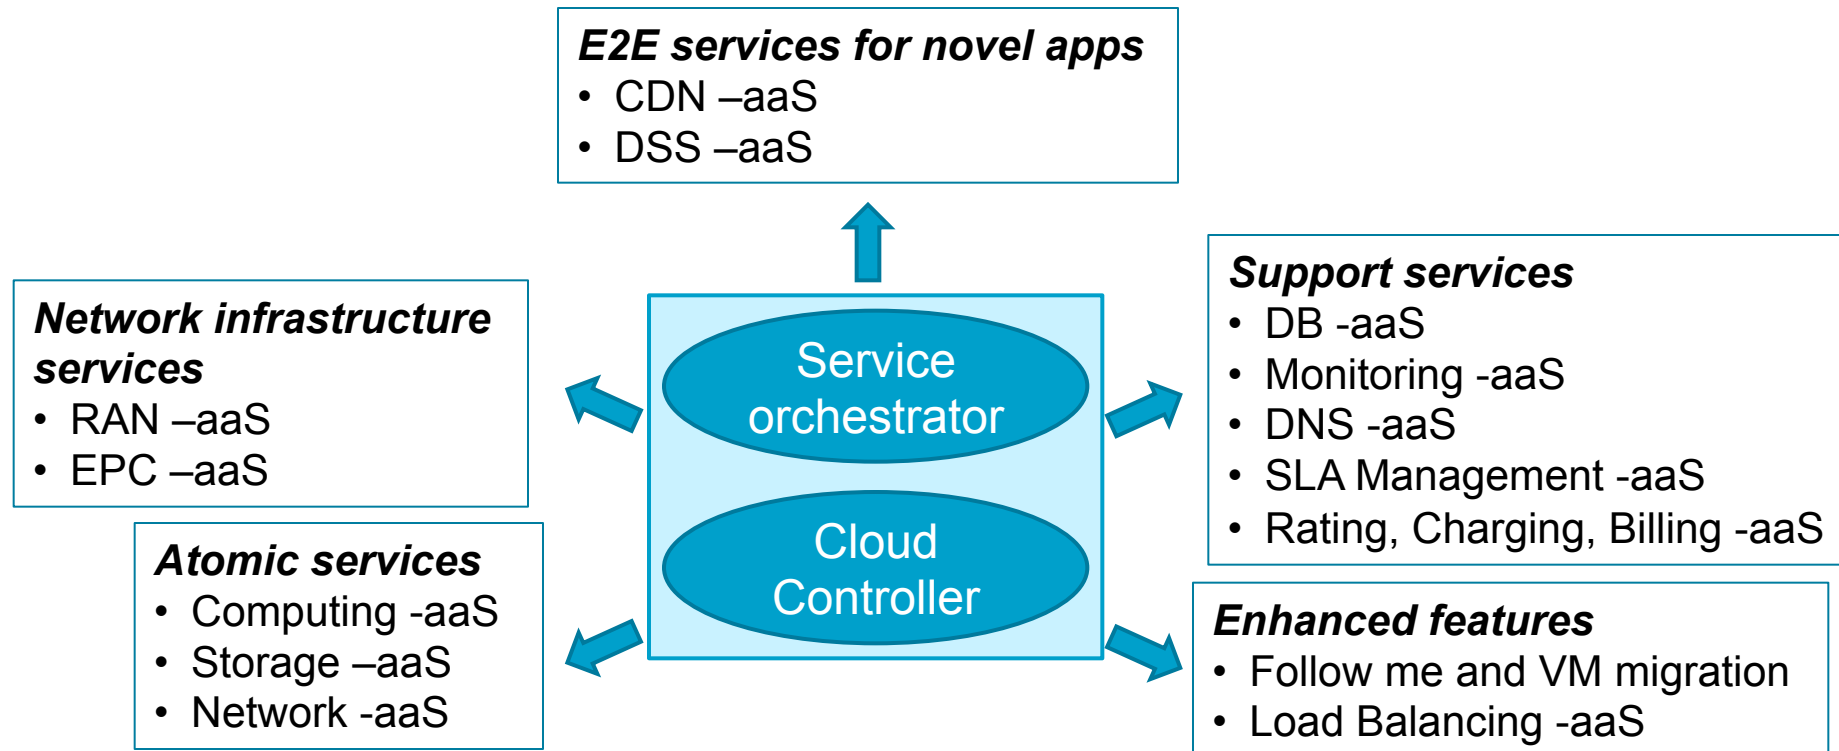 E2E services for novel apps
• CDN –aaS
• DSS –aaS
Network infrastructure
services
• RAN –aaS
• EPC –aaS
Service
orchestrator
Support services
• DB -aaS
• Monitoring -aaS
• DNS -aaS
• SLA Management -aaS
• Rating, Charging, Billing -aaS
Atomic services
• Computing -aaS
• Storage –aaS
• Network -aaS
Cloud
Controller
Enhanced features
• Follow me and VM migration
• Load Balancing -aaS